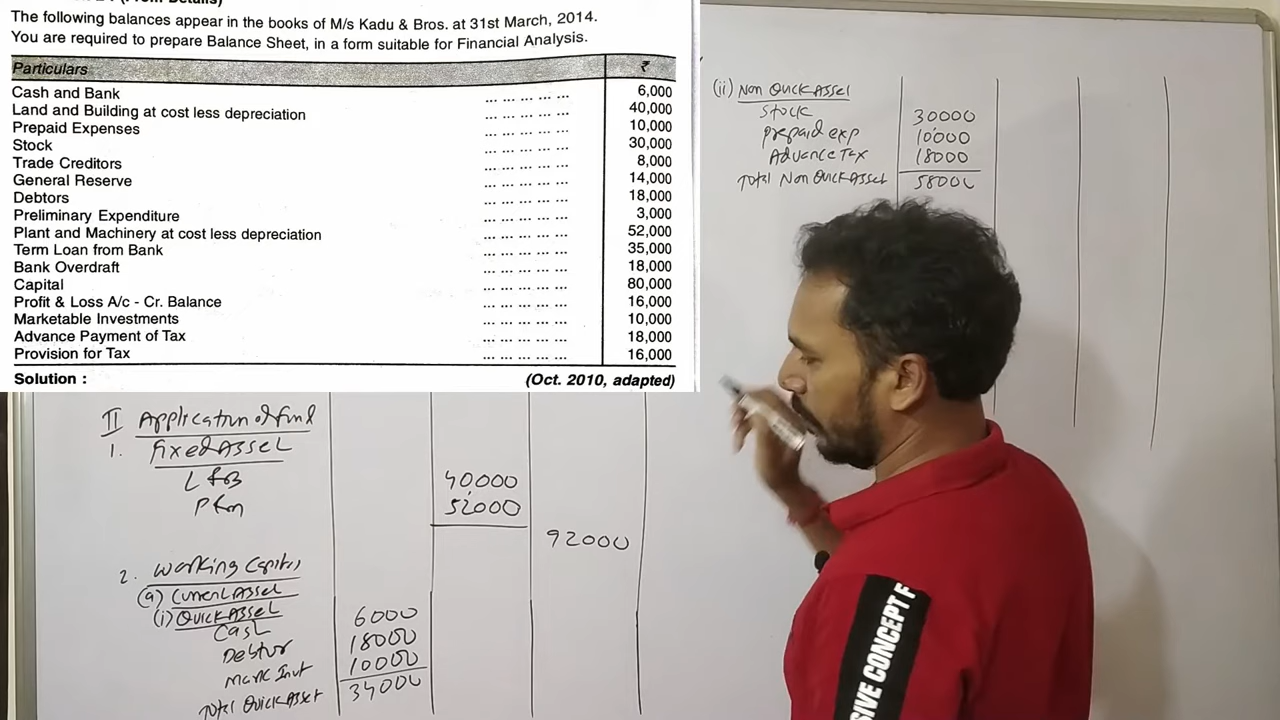 The following balances appear in the books of M/s Kadu & Bros. at 31st March, 2014.
You are required to prepare Balance Sheet, in a form suitable for Financial Analysis.
Particulars ₹
Cash and Bank ... ... ... ... ... 6,000
Land and Building at cost less depreciation ... ... ... ... ... 40,000
Prepaid Expenses ... ... ... ... ... 10,000
Stock ... ... ... ... ... 30,000
Trade Creditors ... ... ... ... ... 8,000
General Reserve ... ... ... ... ... 14,000
Debtors ... ... ... ... ... 18,000
Preliminary Expenditure ... ... ... ... ... 3,000
Plant and Machinery at cost less depreciation ... ... ... ... ... 52,000
Term Loan from Bank ... ... ... ... ... 35,000
Bank Overdraft ... ... ... ... ... 18,000
Capital ... ... ... ... ... 80,000
Profit & Loss A/c - Cr. Balance ... ... ... ... ... 16,000
Marketable Investments ... ... ... ... ... 10,000
Advance Payment of Tax ... ... ... ... ... 18,000
Provision for Tax ... ... ... ... ... 16,000
Solution : (Oct. 2010, adapted)
II Application of fund
1. Fixed Asset
L & B 40,000
P & M 52,000
92000
2. Working Capital
(a) Current Asset
(i) Quick Asset
Cash 6000
Debtor 18000
Mark Invt 10000
Total Quick Asset 34000
(ii) Non Quick Asset
Stock 30000
Prepaid exp 10000
Advance Tax 18000
Total Non Quick Asset 58000
SIVE CONCEPT F